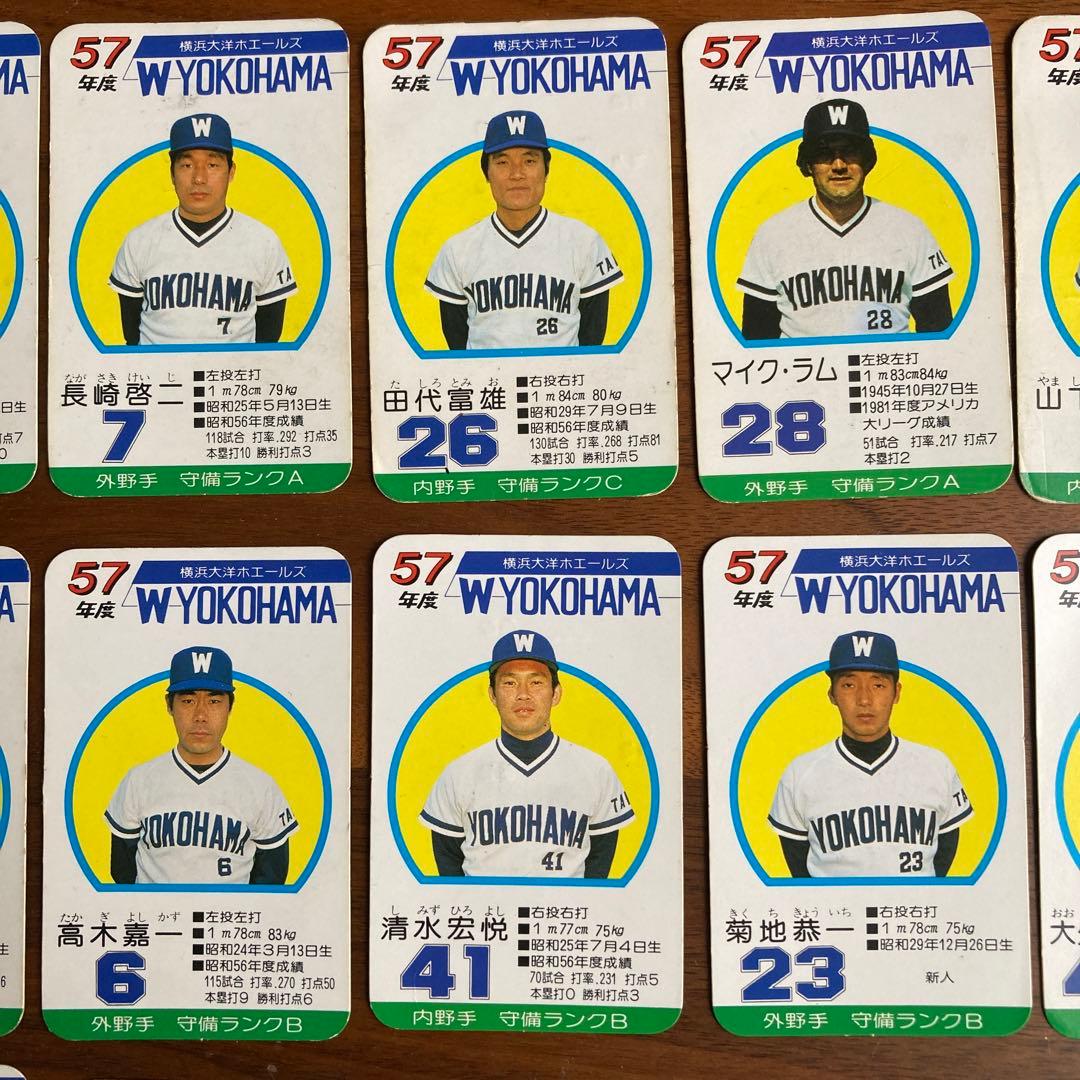 57年度
横浜大洋ホエールズ
W YOKOHAMA
W
YOKOHAMA
TA
7
ながさきけいじ
長崎啓二
7
■左投左打
■1m78cm 79kg
■昭和25年5月13日生
■昭和56年度成績
118試合 打率.292 打点35
本塁打10 勝利打点3
外野手 守備ランクA
57年度
横浜大洋ホエールズ
W YOKOHAMA
W
YOKOHAMA
TAI
26
たしろとみお
田代富雄
26
■右投右打
■1m84cm 80kg
■昭和29年7月9日生
■昭和56年度成績
130試合 打率.268 打点81
本塁打30 勝利打点5
内野手 守備ランクC
57年度
横浜大洋ホエールズ
W YOKOHAMA
W
YOKOHAMA
TAI
28
マイク・ラム
28
■左投左打
■1m83cm84kg
■1945年10月27日生
■1981年度アメリカ
大リーグ成績
51試合 打率.217 打点7
本塁打2
外野手 守備ランクA
57年度
横浜大洋ホエールズ
W YOKOHAMA
W
YOKOHAMA
TA
6
たかぎよしかず
高木嘉一
6
■左投左打
■1m78cm 83kg
■昭和24年3月13日生
■昭和56年度成績
115試合 打率.270 打点50
本塁打9 勝利打点6
外野手 守備ランクB
57年度
横浜大洋ホエールズ
W YOKOHAMA
W
YOKOHAMA
TAI
41
しみずひろよし
清水宏悦
41
■右投右打
■1m77cm 75kg
■昭和25年7月4日生
■昭和56年度成績
70試合 打率.231 打点5
本塁打0 勝利打点3
内野手 守備ランクB
57年度
横浜大洋ホエールズ
W YOKOHAMA
W
YOKOHAMA
TAI
23
きくちきょういち
菊地恭一
23
■右投右打
■1m78cm 75kg
■昭和29年12月26日生
新人
外野手 守備ランクB